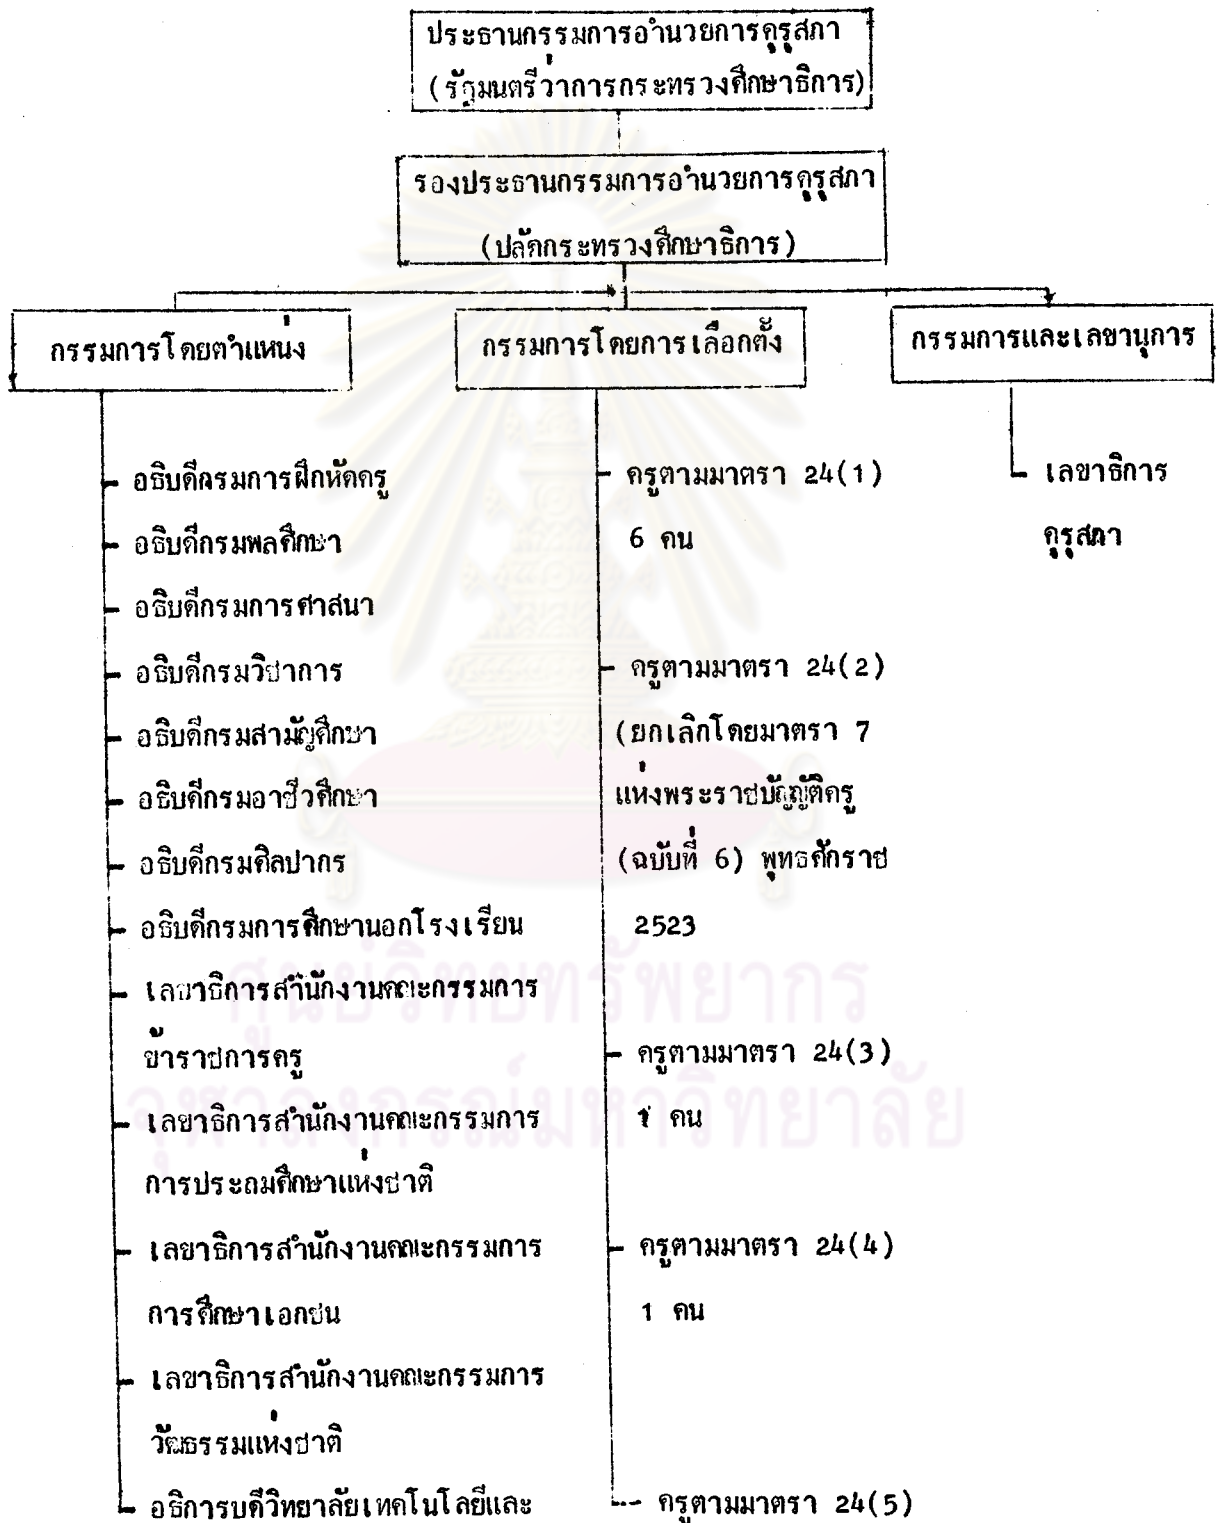 ประธานกรรมการอำนวยการคุรุสภา
(รัฐมนตรีว่าการกระทรวงศึกษาธิการ)
รองประธานกรรมการอำนวยการคุรุสภา
(ปลัดกระทรวงศึกษาธิการ)
กรรมการโดยตำแหน่ง
- อธิบดีกรมการฝึกหัดครู
- อธิบดีกรมพลศึกษา
- อธิบดีกรมการศาสนา
- อธิบดีกรมวิชาการ
- อธิบดีกรมสามัญศึกษา
- อธิบดีกรมอาชีวศึกษา
- อธิบดีกรมศิลปากร
- อธิบดีกรมการศึกษานอกโรงเรียน
- เลขาธิการสำนักงานคณะกรรมการ
ข้าราชการครู
- เลขาธิการสำนักงานคณะกรรมการ
การประถมศึกษาแห่งชาติ
- เลขาธิการสำนักงานคณะกรรมการ
การศึกษาเอกชน
- เลขาธิการสำนักงานคณะกรรมการ
วัฒธรรมแห่งชาติ
- อธิการบดีวิทยาลัยเทคโนโลยีและ
กรรมการโดยการเลือกตั้ง
- ครูตามมาตรา 24(1)
6 คน
- ครูตามมาตรา 24(2)
(ยกเลิกโดยมาตรา 7
แห่งพระราชบัญญัติครู
(ฉบับที่ 6) พุทธศักราช
2523
- ครูตามมาตรา 24(3)
1 คน
- ครูตามมาตรา 24(4)
1 คน
- ครูตามมาตรา 24(5)
กรรมการและเลขานุการ
- เลขาธิการ
คุรุสภา
ศูนย์วิทยทรัพยากร
จุฬาลงกรณ์มหาวิทยาลัย